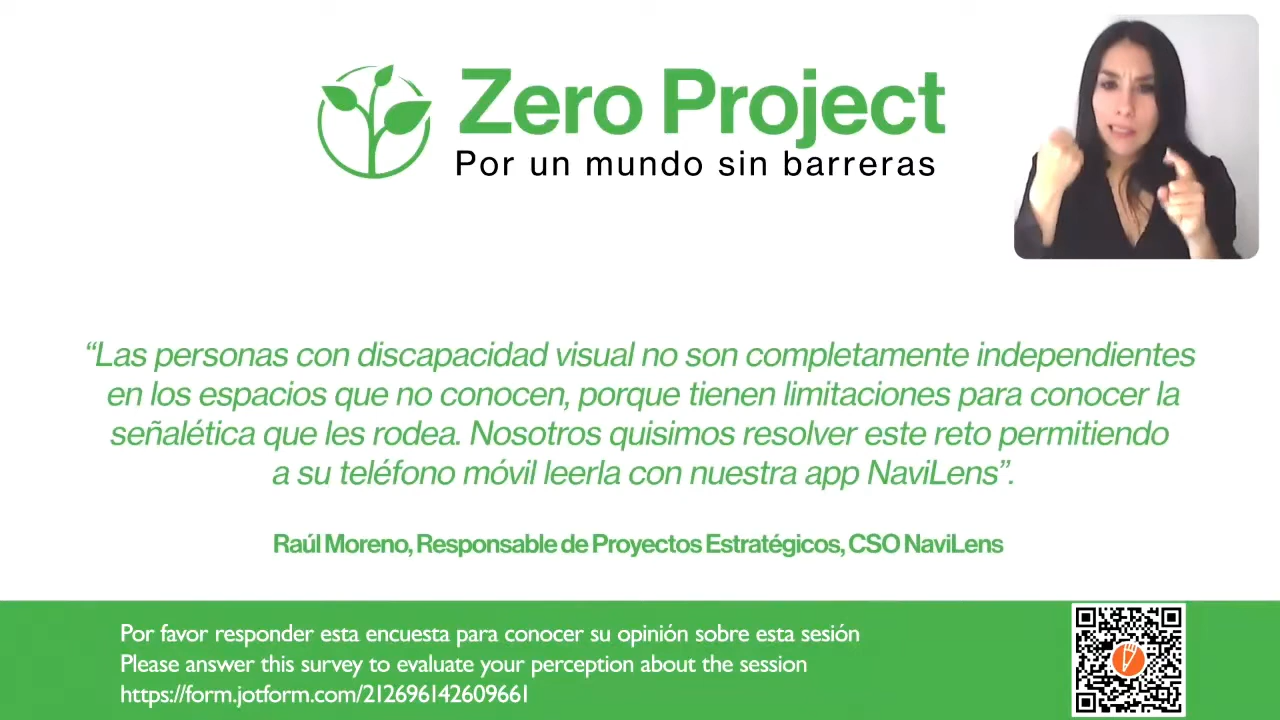 Zero Project
Por un mundo sin barreras
“Las personas con discapacidad visual no son completamente independientes
en los espacios que no conocen, porque tienen limitaciones para conocer la
señalética que les rodea. Nosotros quisimos resolver este reto permitiendo
a su teléfono móvil leerla con nuestra app NaviLens”.
Raúl Moreno, Responsable de Proyectos Estratégicos, CSO NaviLens
Por favor responder esta encuesta para conocer su opinión sobre esta sesión
Please answer this survey to evaluate your perception about the session
https://form.jotform.com/212696142609661